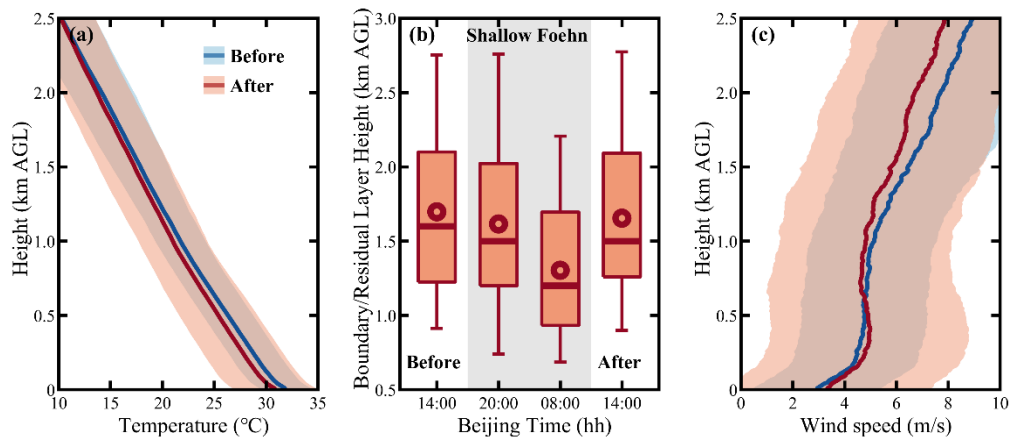 (a)
Before
After
Height (km AGL)
2.5
2.0
1.5
1.0
0.5
0
10 15 20 25 30 35
Temperature (°C)
(b)
Shallow Foehn
Boundary/Residual Layer Height (km AGL)
3.0
2.5
2.0
1.5
1.0
0.5
Before
After
14:00 20:00 08:00 14:00
Beijing Time (hh)
(c)
Height (km AGL)
2.5
2.0
1.5
1.0
0.5
0
0 2 4 6 8 10
Wind speed (m/s)